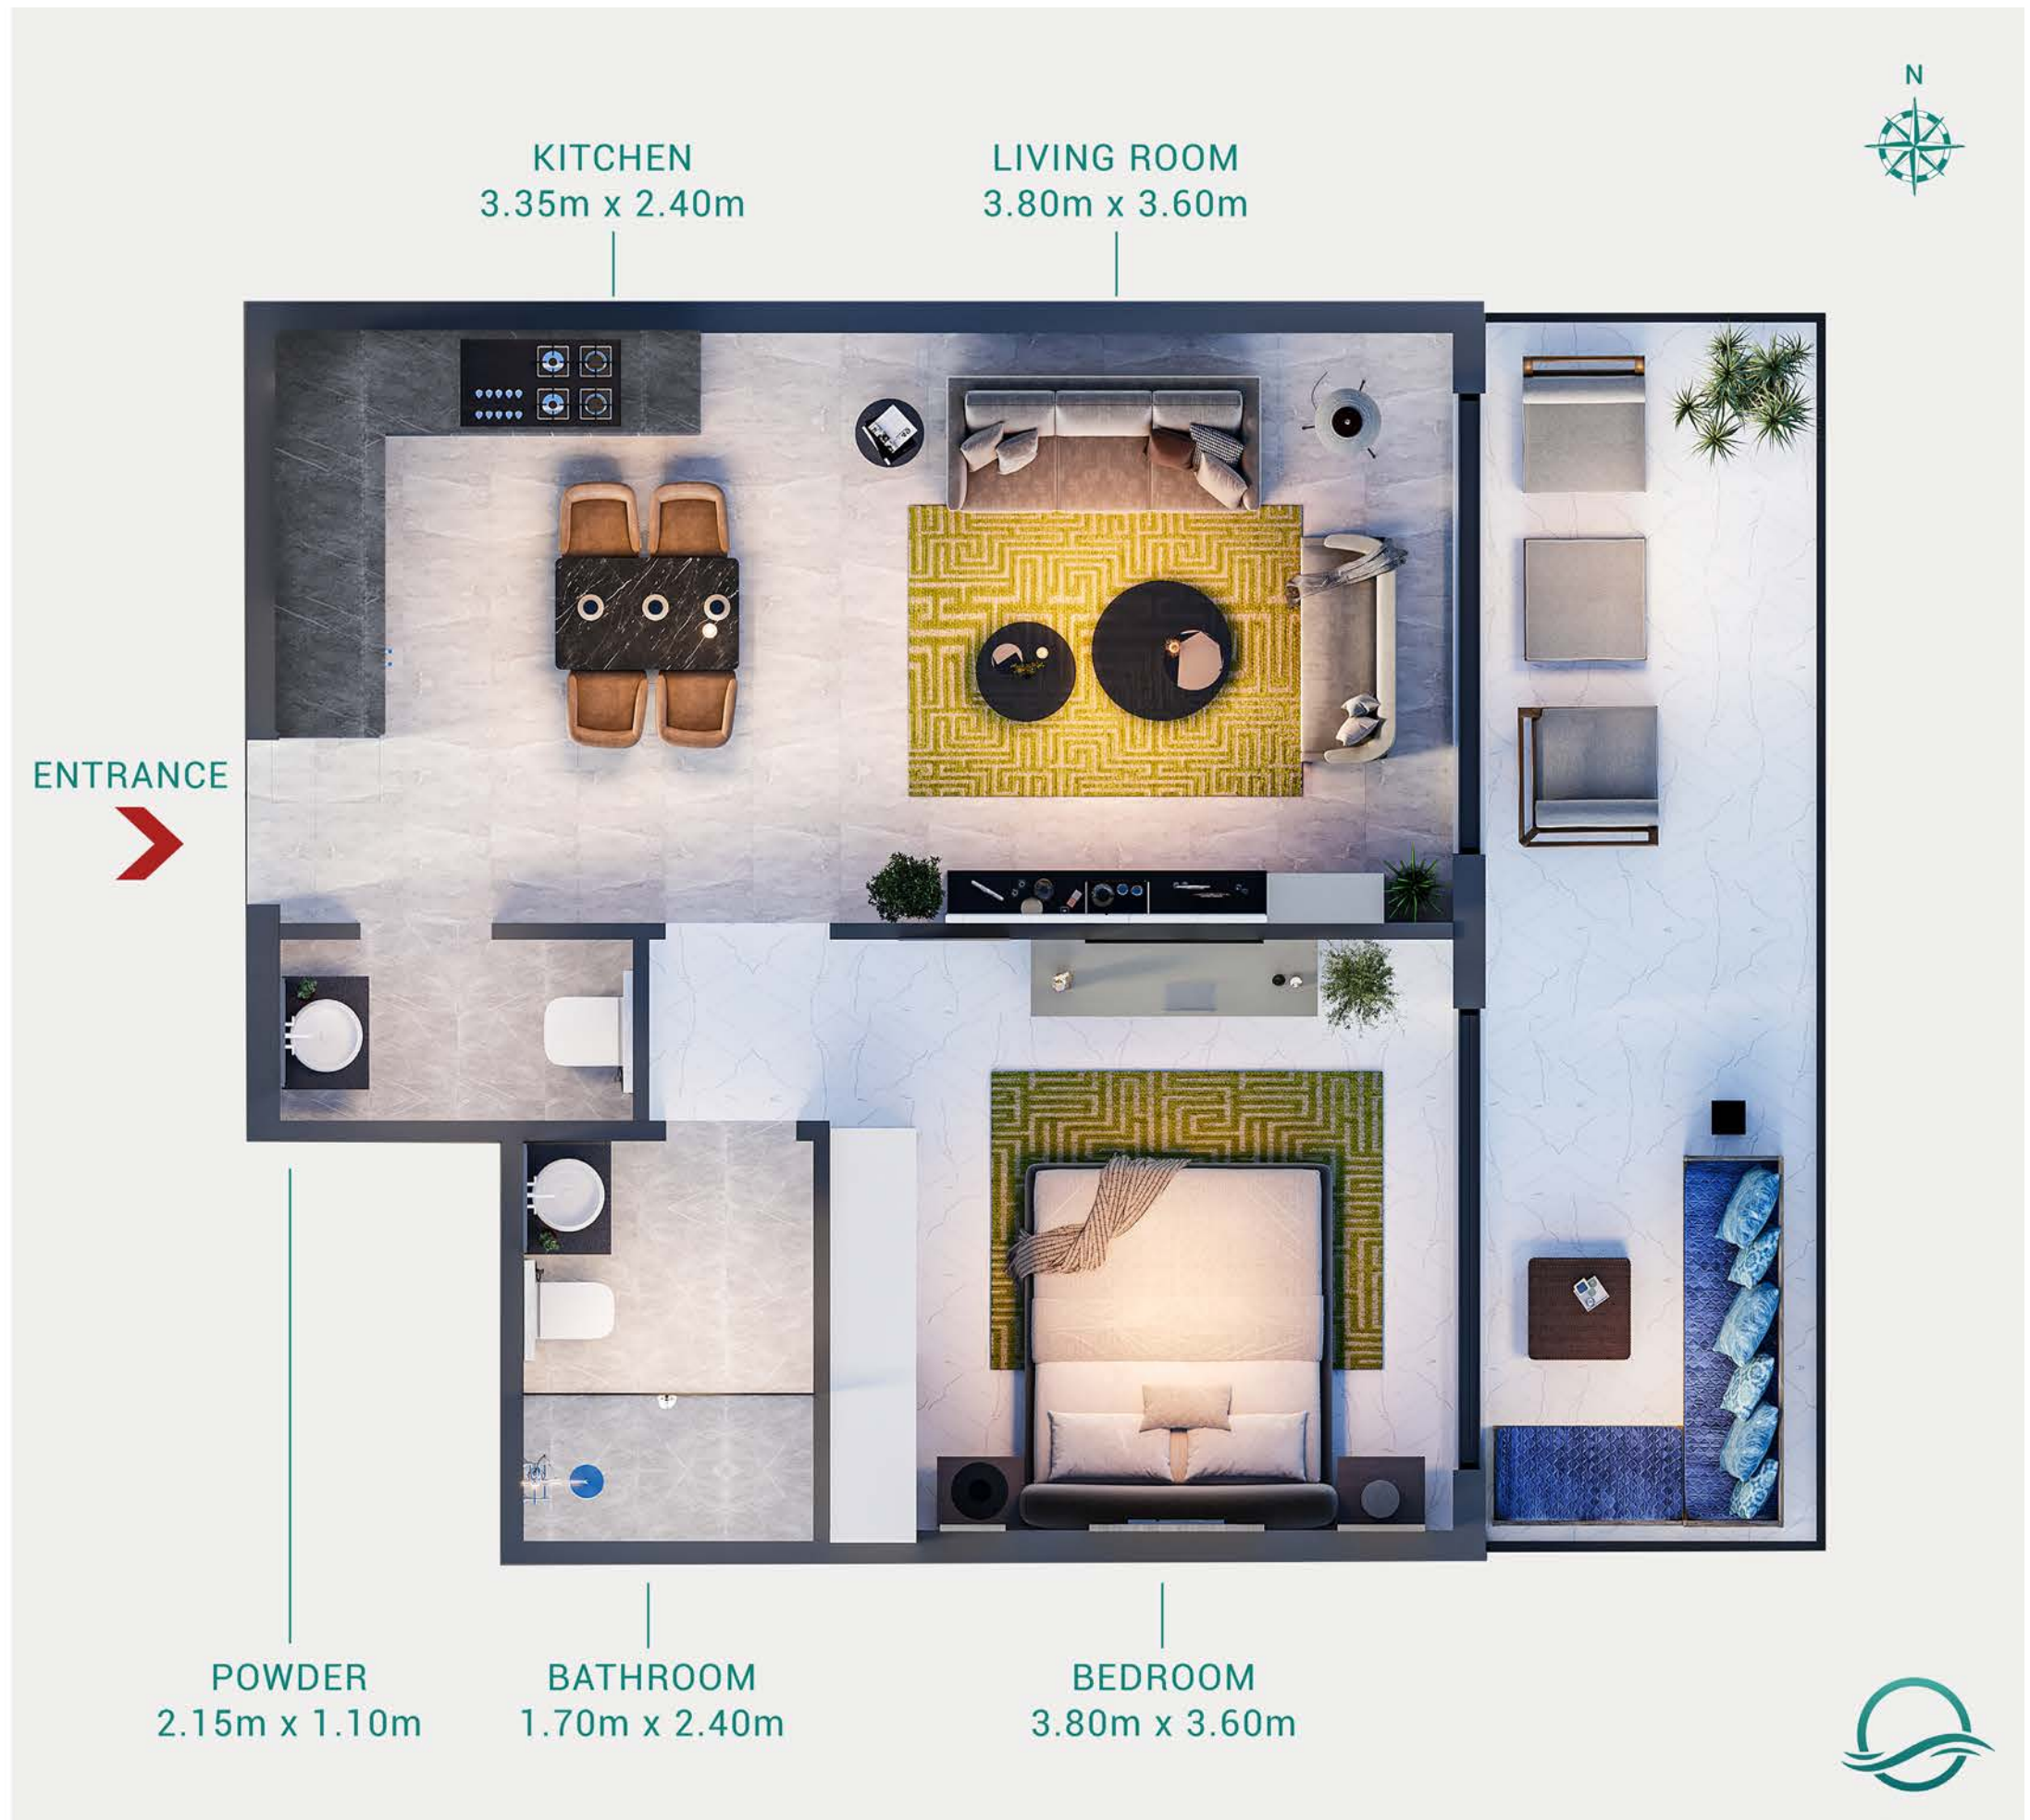 N
KITCHEN
3.35m x 2.40m
LIVING ROOM
3.80m x 3.60m
ENTRANCE
POWDER
2.15m x 1.10m
BATHROOM
1.70m x 2.40m
BEDROOM
3.80m x 3.60m